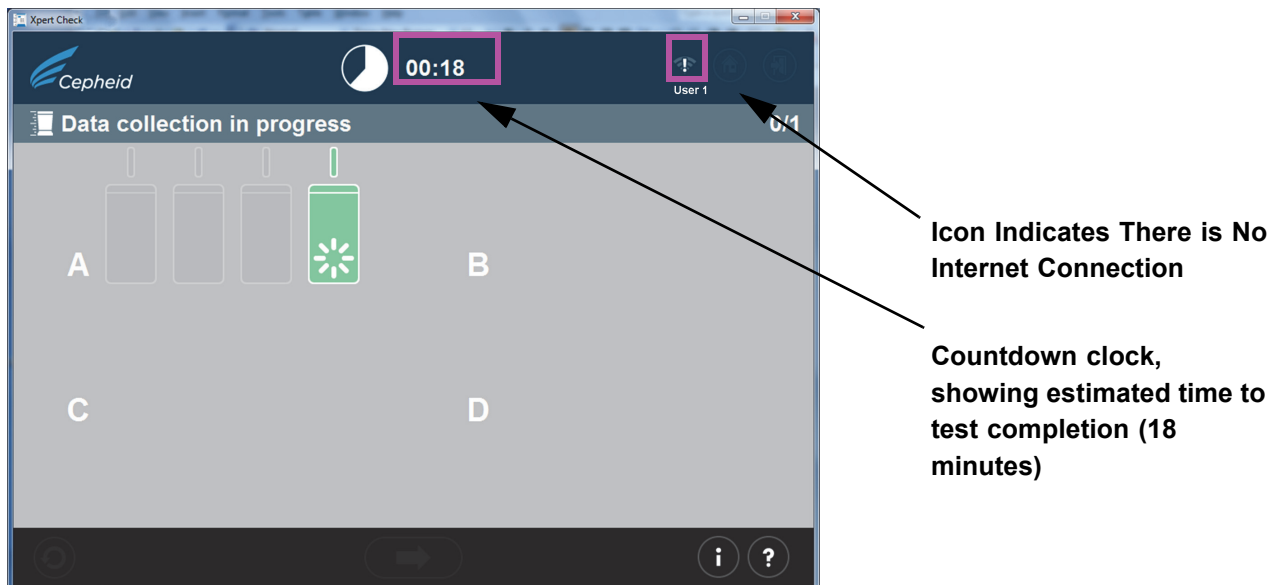 Xpert Check
Cepheid
00:18
User 1
Data collection in progress
0/1
A
B
C
D
i
?
Icon Indicates There is No
Internet Connection
Countdown clock,
showing estimated time to
test completion (18
minutes)